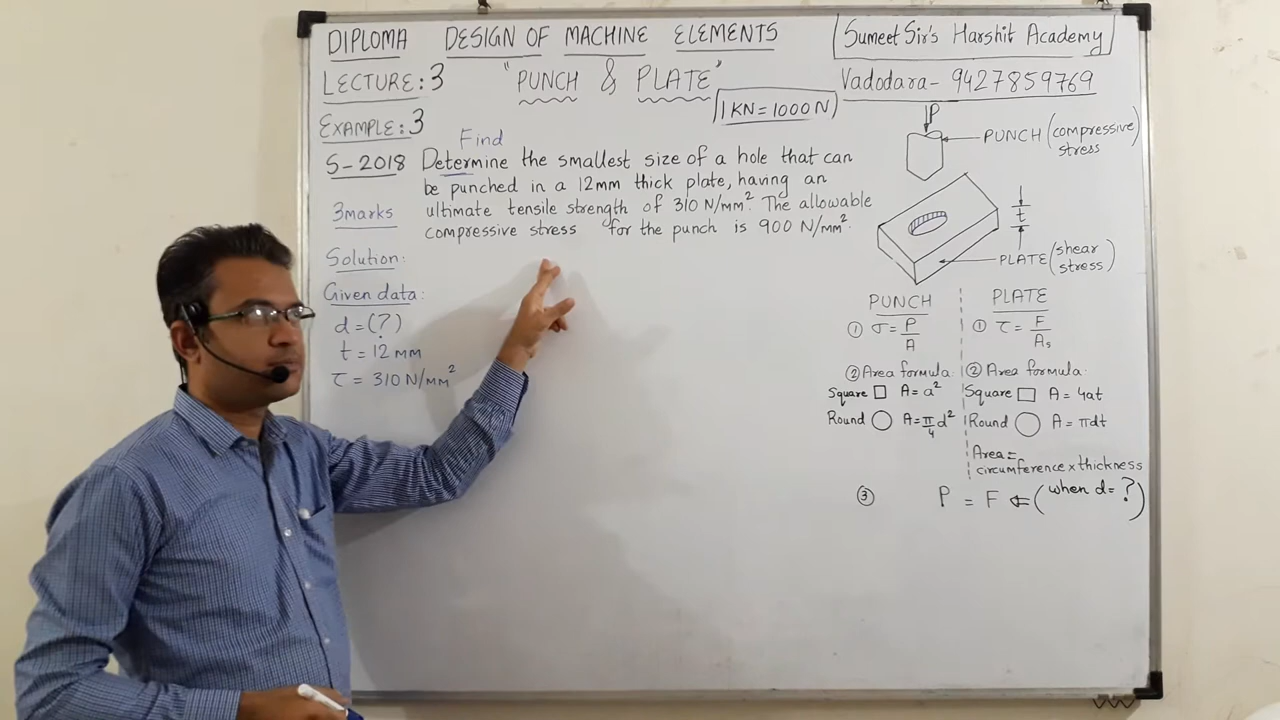 DIPLOMA DESIGN OF MACHINE ELEMENTS
Sumeet Sir's Harshit Academy
LECTURE:3 "PUNCH & PLATE"
Vadodara- 9427859769
1 KN = 1000 N
EXAMPLE:3
Find
S-2018 Determine the smallest size of a hole that can
be punched in a 12mm thick plate, having an
3marks ultimate tensile strength of 310 N/mm². The allowable
compressive stress for the punch is 900 N/mm².
Solution:
Given data:
d = (?)
t = 12 mm
τ = 310 N/mm²
P
PUNCH (compressive
stress)
t
PLATE (shear
stress)
PUNCH PLATE
① σ = P/A ① τ = F/As
② Area formula: ② Area formula:
Square □ A = a² Square □ A = 4at
Round ○ A = π/4 d² Round ○ A = πdt
Area =
circumference x thickness
③ P = F ⇐ (when d = ?)